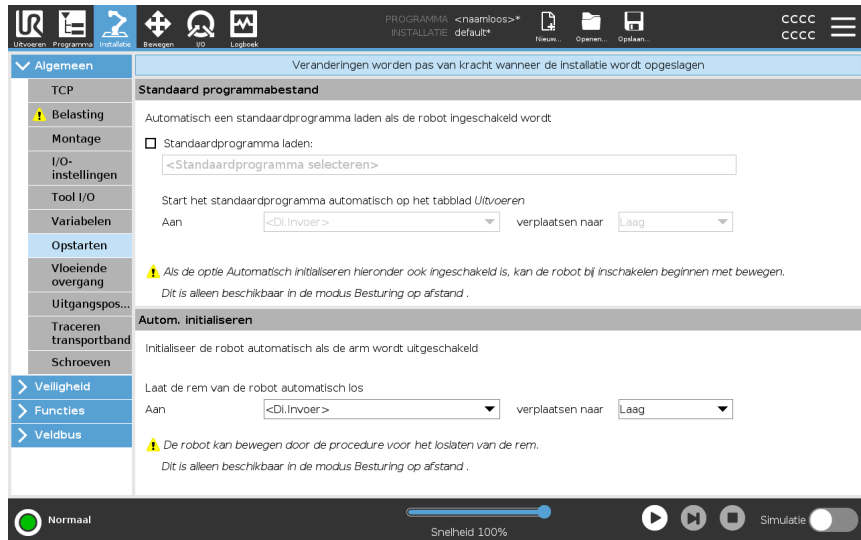 PROGRAMMA <naamloos>*
INSTALLATIE default*
UR
Uitvoeren Programma Installatie Bewegen I/O Logboek
Nieuw... Openen... Opslaan...
CCCC
CCCC
Algemeen
TCP
Belasting
Montage
I/O-
instellingen
Tool I/O
Variabelen
Opstarten
Vloeiende
overgang
Uitgangspos...
Traceren
transportband
Schroeven
Veiligheid
Functies
Veldbus
Veranderingen worden pas van kracht wanneer de installatie wordt opgeslagen
Standaard programmabestand
Automatisch een standaardprogramma laden als de robot ingeschakeld wordt
Standaardprogramma laden:
<Standaardprogramma selecteren>
Start het standaardprogramma automatisch op het tabblad Uitvoeren
Aan <Di.Invoer> verplaatsen naar Laag
Als de optie Automatisch initialiseren hieronder ook ingeschakeld is, kan de robot bij inschakelen beginnen met bewegen.
Dit is alleen beschikbaar in de modus Besturing op afstand .
Autom. initialiseren
Initialiseer de robot automatisch als de arm wordt uitgeschakeld
Laat de rem van de robot automatisch los
Aan <Di.Invoer> verplaatsen naar Laag
De robot kan bewegen door de procedure voor het loslaten van de rem.
Dit is alleen beschikbaar in de modus Besturing op afstand .
Normaal
Snelheid 100%
Simulatie